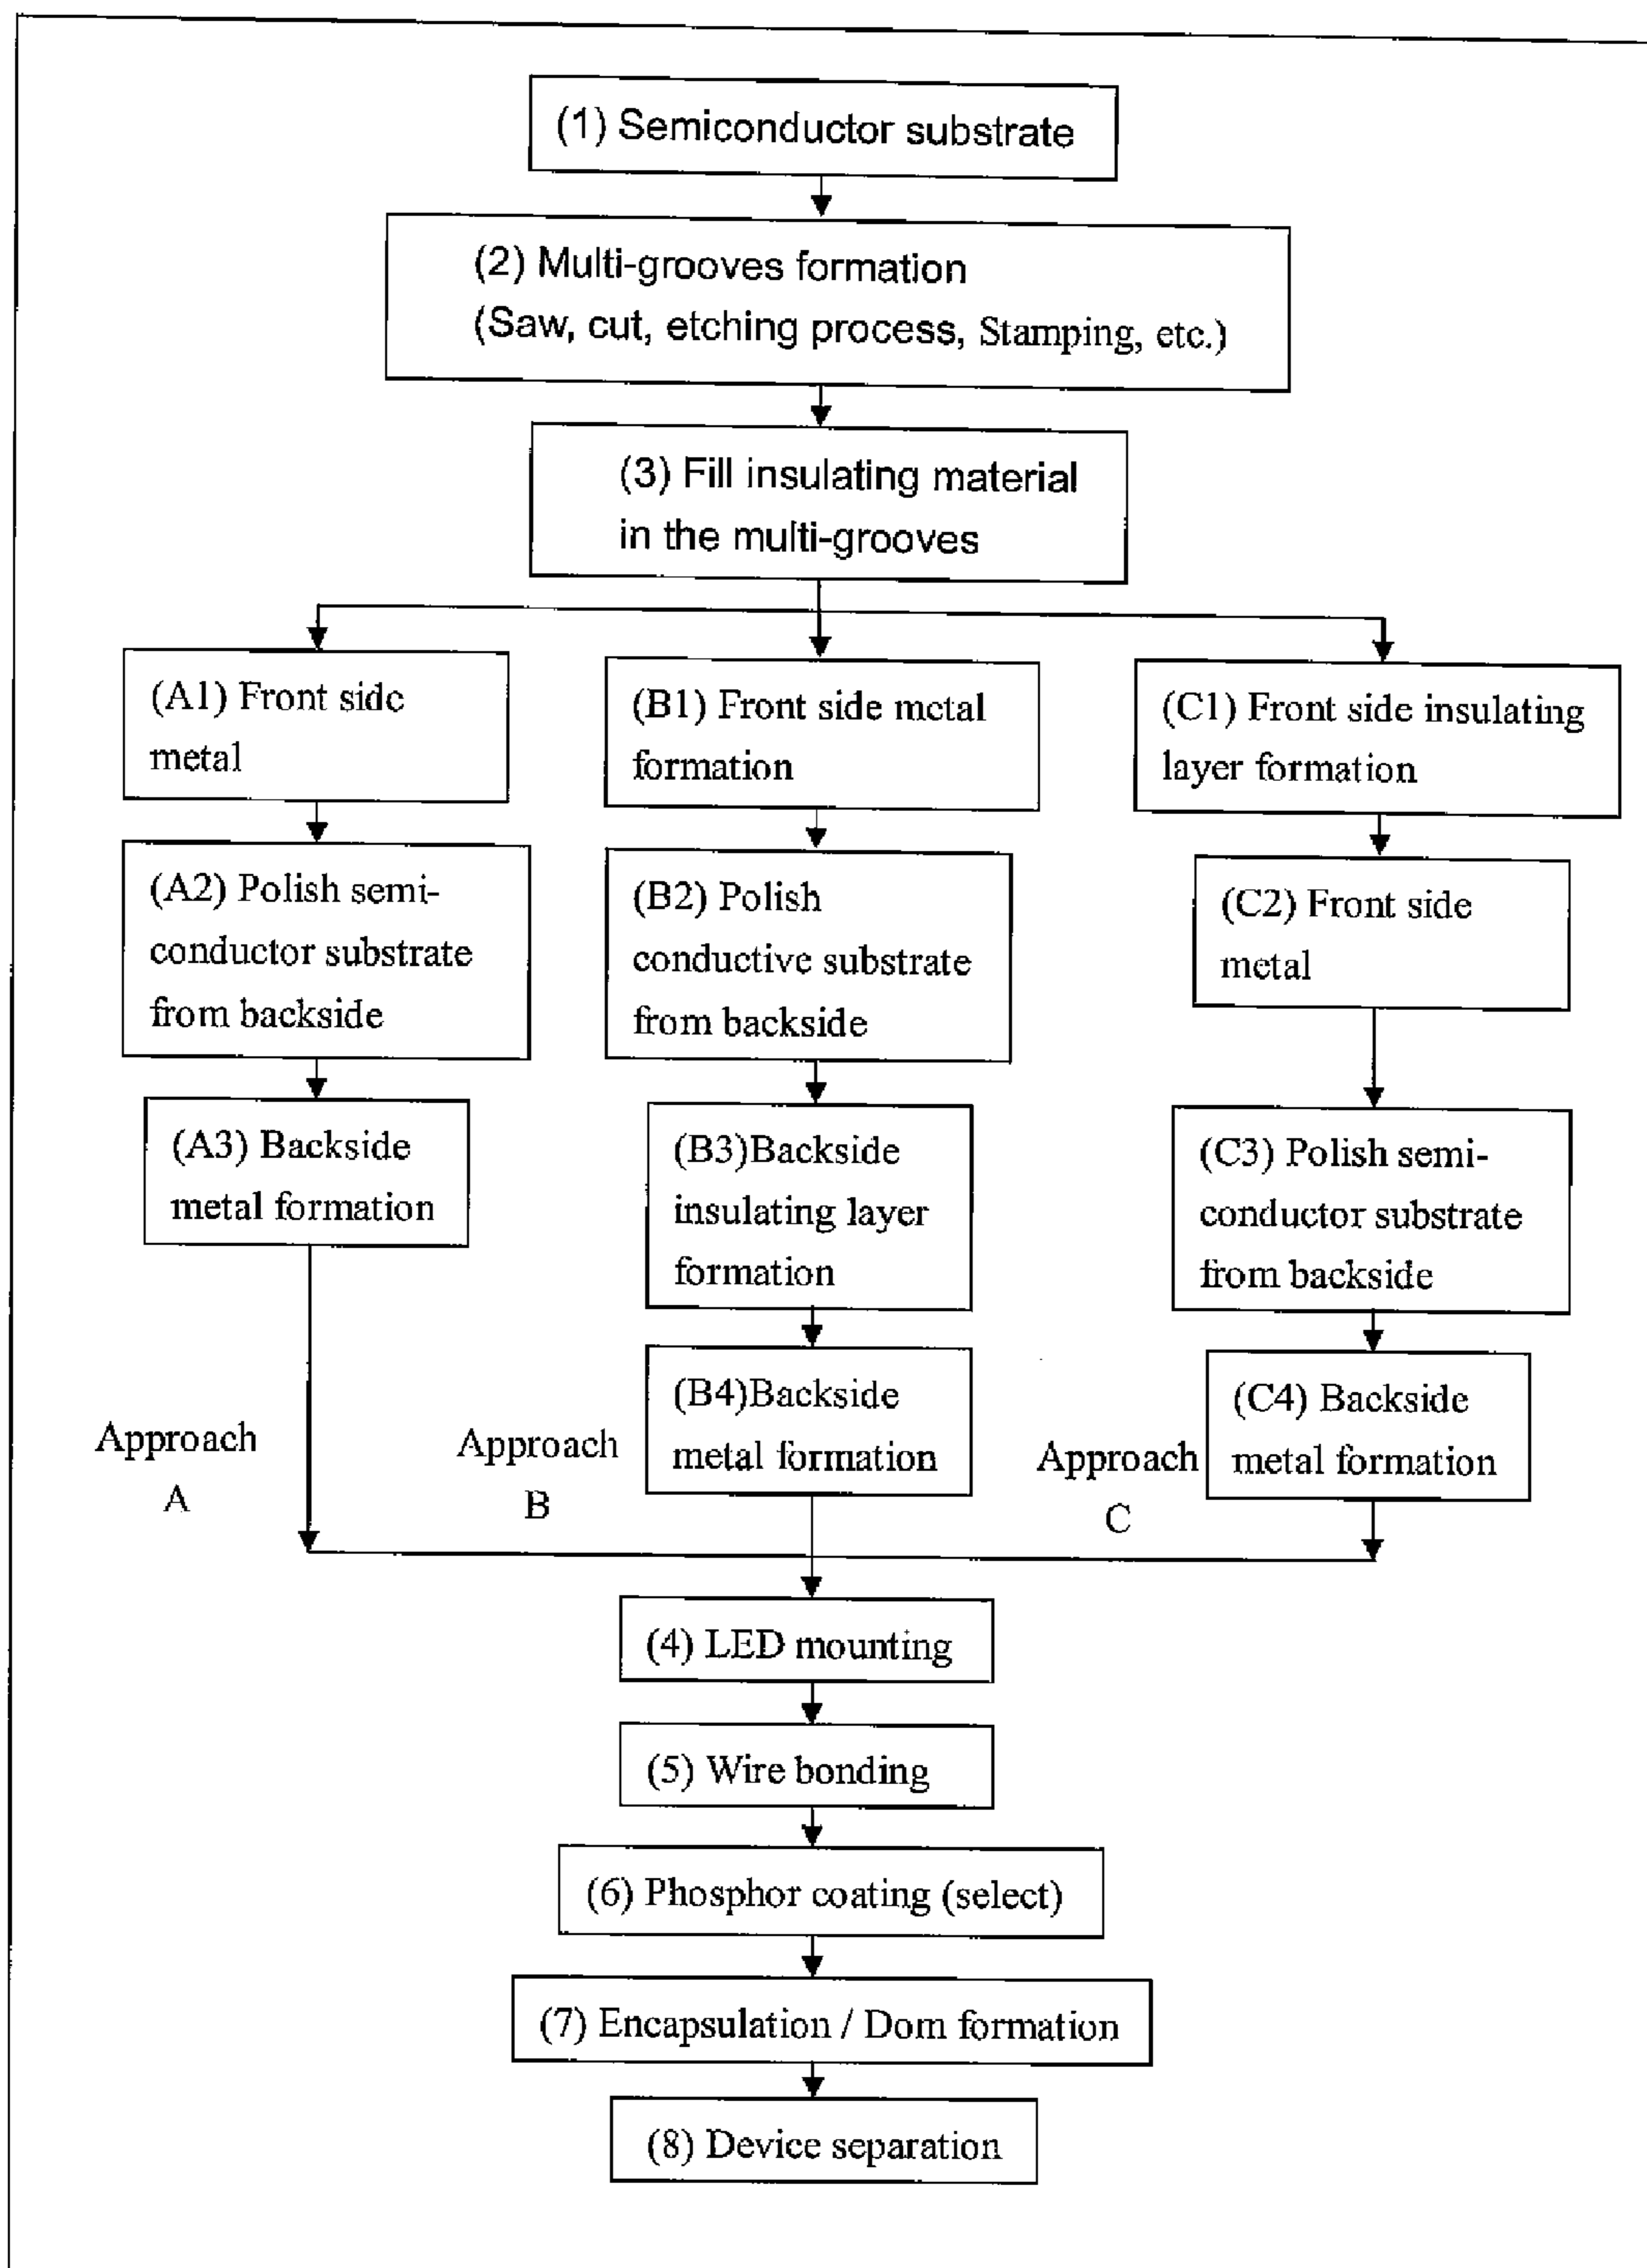 (1) Semiconductor substrate
(2) Multi-grooves formation
(Saw, cut, etching process, Stamping, etc.)
(3) Fill insulating material
in the multi-grooves
(A1) Front side
metal
(A2) Polish semi-
conductor substrate
from backside
(A3) Backside
metal formation
Approach
A
(B1) Front side metal
formation
(B2) Polish
conductive substrate
from backside
(B3)Backside
insulating layer
formation
(B4)Backside
metal formation
Approach
B
(C1) Front side insulating
layer formation
(C2) Front side
metal
(C3) Polish semi-
conductor substrate
from backside
(C4) Backside
metal formation
Approach
C
(4) LED mounting
(5) Wire bonding
(6) Phosphor coating (select)
(7) Encapsulation / Dom formation
(8) Device separation